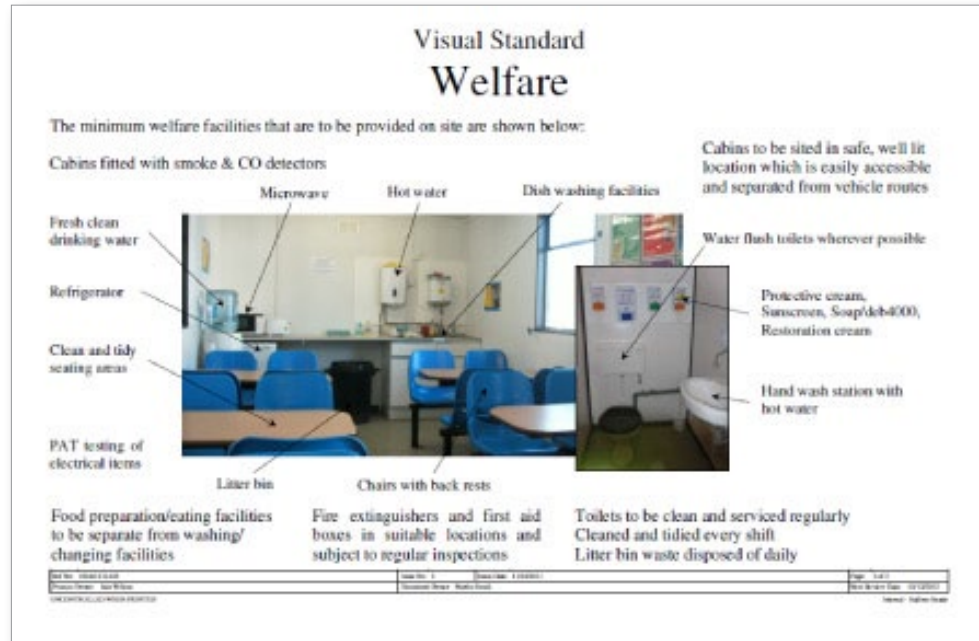 Visual Standard
Welfare
The minimum welfare facilities that are to be provided on site are shown below:
Cabins fitted with smoke & CO detectors
Cabins to be sited in safe, well lit
location which is easily accessible
and separated from vehicle routes
Microwave
Hot water
Dish washing facilities
Fresh clean
drinking water
Water flush toilets wherever possible
Refrigerator
Protective cream,
Sunscreen, Soap/deb4000,
Restoration cream
Clean and tidy
seating areas
Hand wash station with
hot water
PAT testing of
electrical items
Litter bin
Chairs with back rests
Food preparation/eating facilities
to be separate from washing/
changing facilities
Fire extinguishers and first aid
boxes in suitable locations and
subject to regular inspections
Toilets to be clean and serviced regularly
Cleaned and tidied every shift
Litter bin waste disposed of daily